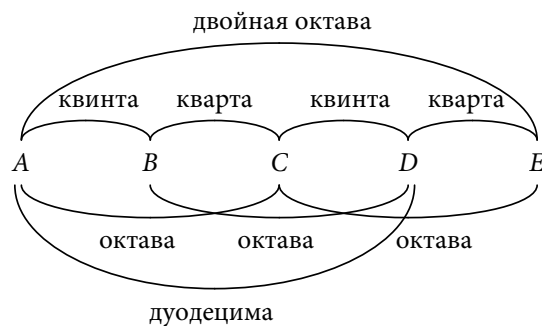 двойная октава
квинта кварта квинта кварта
A B C D E
октава октава октава
дуодецима